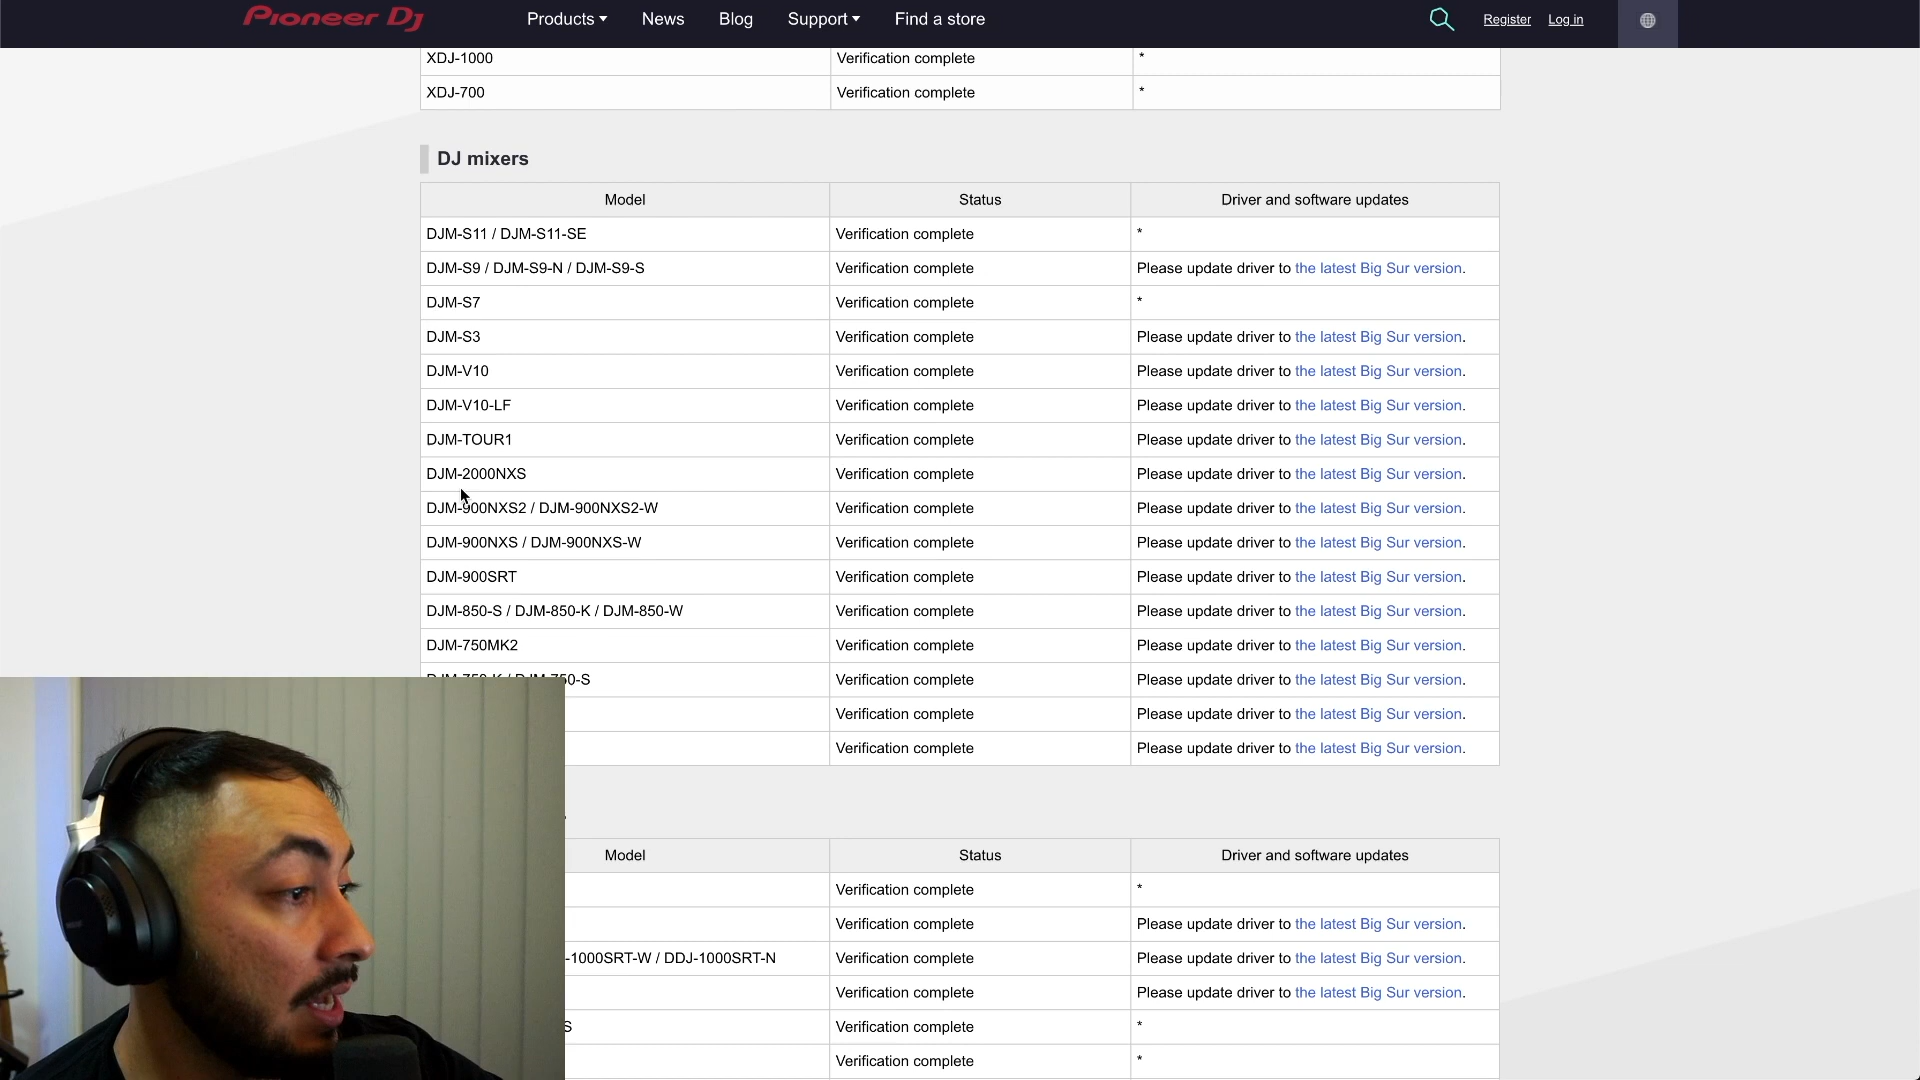 Pioneer Dj Products News Blog Support Find a store Register Log in
XDJ-1000 Verification complete *
XDJ-700 Verification complete *
DJ mixers
Model Status Driver and software updates
DJM-S11 / DJM-S11-SE Verification complete *
DJM-S9 / DJM-S9-N / DJM-S9-S Verification complete Please update driver to the latest Big Sur version.
DJM-S7 Verification complete *
DJM-S3 Verification complete Please update driver to the latest Big Sur version.
DJM-V10 Verification complete Please update driver to the latest Big Sur version.
DJM-V10-LF Verification complete Please update driver to the latest Big Sur version.
DJM-TOUR1 Verification complete Please update driver to the latest Big Sur version.
DJM-2000NXS Verification complete Please update driver to the latest Big Sur version.
DJM-900NXS2 / DJM-900NXS2-W Verification complete Please update driver to the latest Big Sur version.
DJM-900NXS / DJM-900NXS-W Verification complete Please update driver to the latest Big Sur version.
DJM-900SRT Verification complete Please update driver to the latest Big Sur version.
DJM-850-S / DJM-850-K / DJM-850-W Verification complete Please update driver to the latest Big Sur version.
DJM-750MK2 Verification complete Please update driver to the latest Big Sur version.
DJM-750-K / DJM-750-S Verification complete Please update driver to the latest Big Sur version.
Verification complete Please update driver to the latest Big Sur version.
Verification complete Please update driver to the latest Big Sur version.
Model Status Driver and software updates
Verification complete *
Verification complete Please update driver to the latest Big Sur version.
-1000SRT-W / DDJ-1000SRT-N Verification complete Please update driver to the latest Big Sur version.
Verification complete Please update driver to the latest Big Sur version.
S Verification complete *
Verification complete *